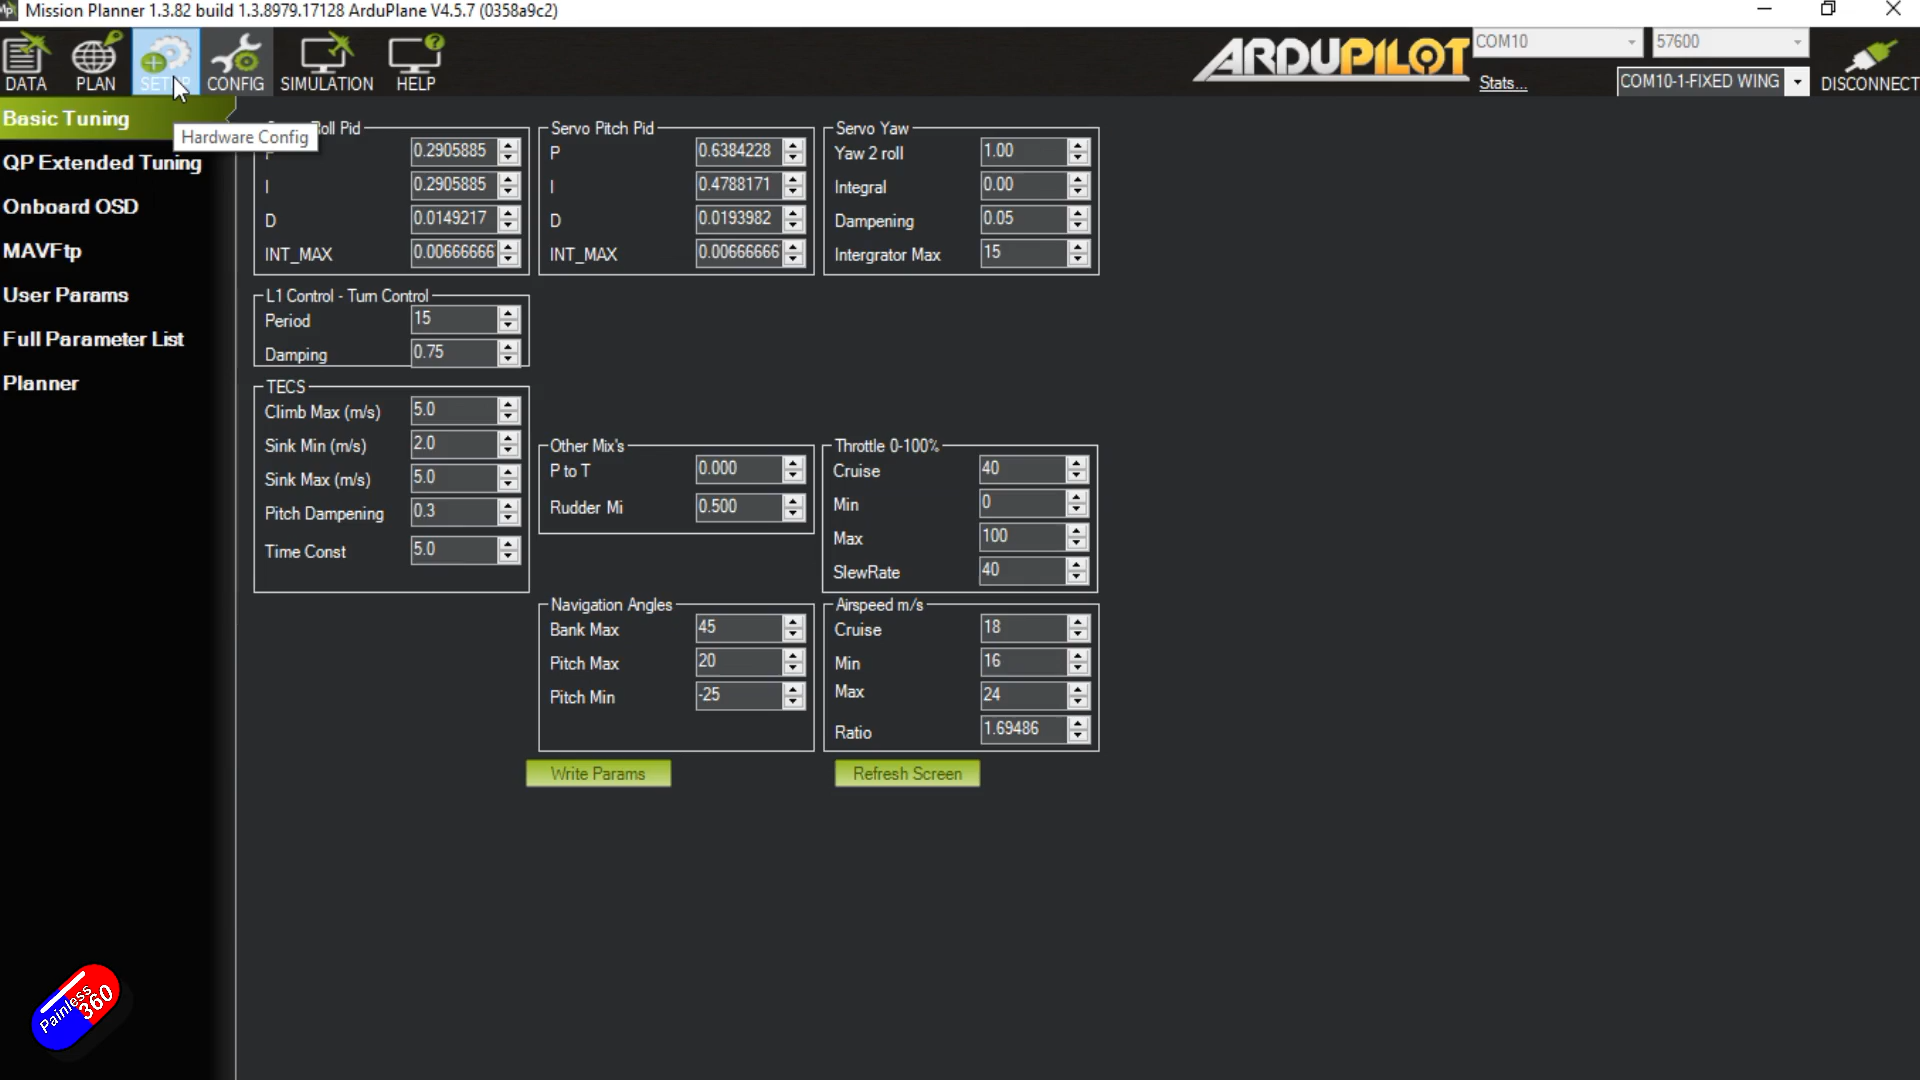 Mission Planner 1.3.82 build 1.3.8979.17128 ArduPlane V4.5.7 (0358a9c2)
DATA
PLAN
CONFIG
SIMULATION
HELP
ARDUPILOT
COM10
57600
Stats...
COM10-1-FIXED WING
DISCONNECT
Hardware Config
Basic Tuning
QP Extended Tuning
Onboard OSD
MAVFtp
User Params
Full Parameter List
Planner
Roll Pid
P 0.2905885
I 0.2905885
D 0.0149217
INT_MAX 0.00666666
Servo Pitch Pid
P 0.6384228
I 0.4788171
D 0.0193982
INT_MAX 0.00666666
Servo Yaw
Yaw 2 roll 1.00
Integral 0.00
Dampening 0.05
Intergrator Max 15
L1 Control - Turn Control
Period 15
Damping 0.75
TECS
Climb Max (m/s) 5.0
Sink Min (m/s) 2.0
Sink Max (m/s) 5.0
Pitch Dampening 0.3
Time Const 5.0
Other Mix's
P to T 0.000
Rudder Mi 0.500
Throttle 0-100%
Cruise 40
Min 0
Max 100
SlewRate 40
Navigation Angles
Bank Max 45
Pitch Max 20
Pitch Min -25
Airspeed m/s
Cruise 18
Min 16
Max 24
Ratio 1.69486
Write Params
Refresh Screen
Painless
360